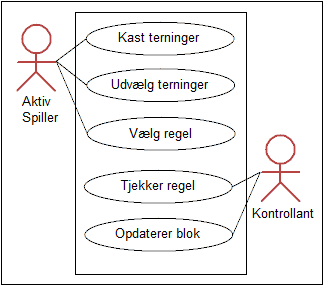 Kast terninger
Udvælg terninger
Aktiv
Spiller
Vælg regel
Tjekker regel
Kontrollant
Opdaterer blok